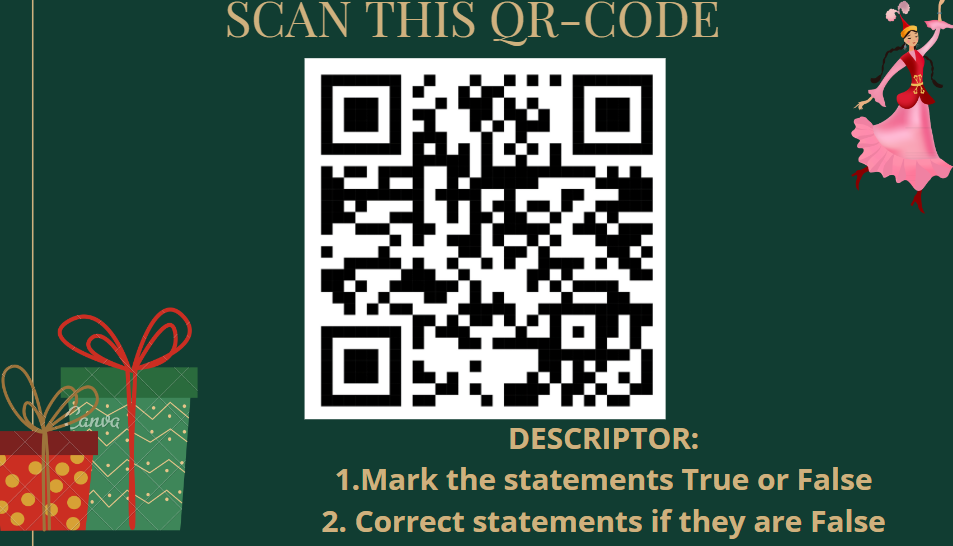 SCAN THIS QR-CODE
Canva
DESCRIPTOR:
1.Mark the statements True or False
2. Correct statements if they are False